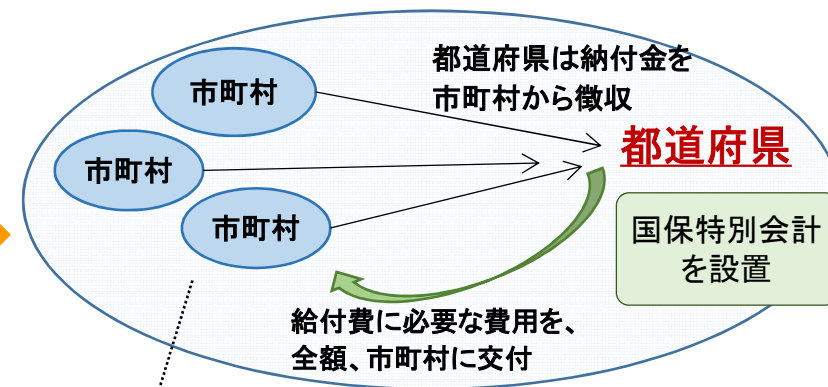 都道府県は納付金を
市町村から徴収
市町村
市町村
市町村
都道府県
国保特別会計
を設置
給付費に必要な費用を、
全額、市町村に交付